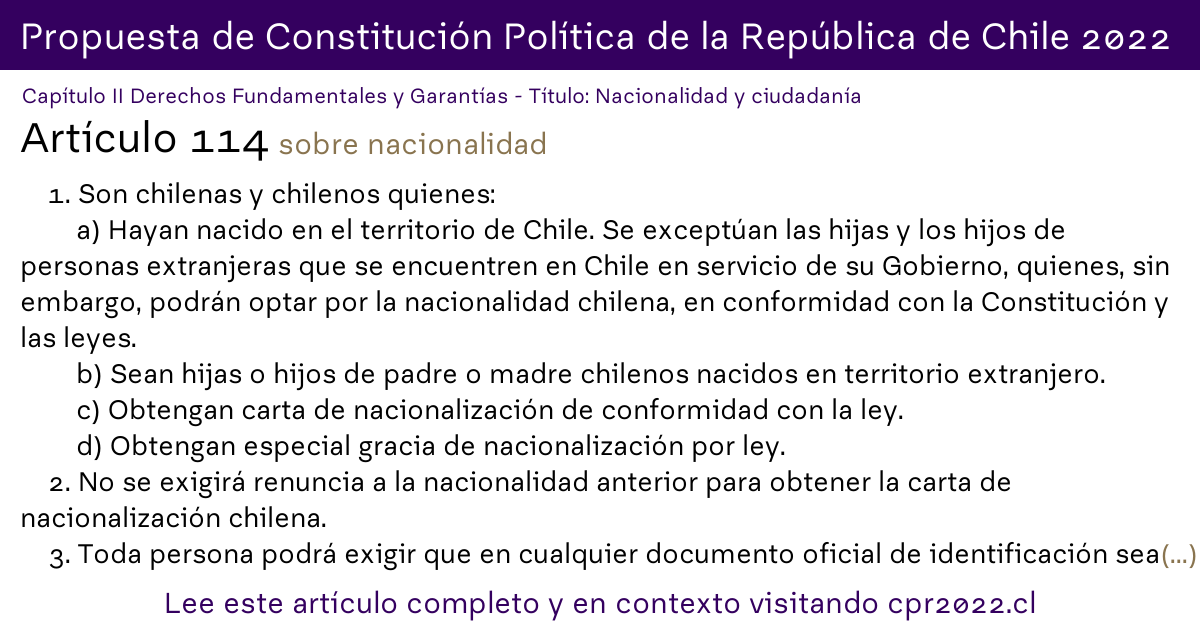 Propuesta de Constitución Política de la República de Chile 2022
Capítulo II Derechos Fundamentales y Garantías - Título: Nacionalidad y ciudadanía
Artículo 114 sobre nacionalidad
1. Son chilenas y chilenos quienes:
a) Hayan nacido en el territorio de Chile. Se exceptúan las hijas y los hijos de
personas extranjeras que se encuentren en Chile en servicio de su Gobierno, quienes, sin
embargo, podrán optar por la nacionalidad chilena, en conformidad con la Constitución y
las leyes.
b) Sean hijas o hijos de padre o madre chilenos nacidos en territorio extranjero.
c) Obtengan carta de nacionalización de conformidad con la ley.
d) Obtengan especial gracia de nacionalización por ley.
2. No se exigirá renuncia a la nacionalidad anterior para obtener la carta de
nacionalización chilena.
3. Toda persona podrá exigir que en cualquier documento oficial de identificación sea(...)
Lee este artículo completo y en contexto visitando cpr2022.cl